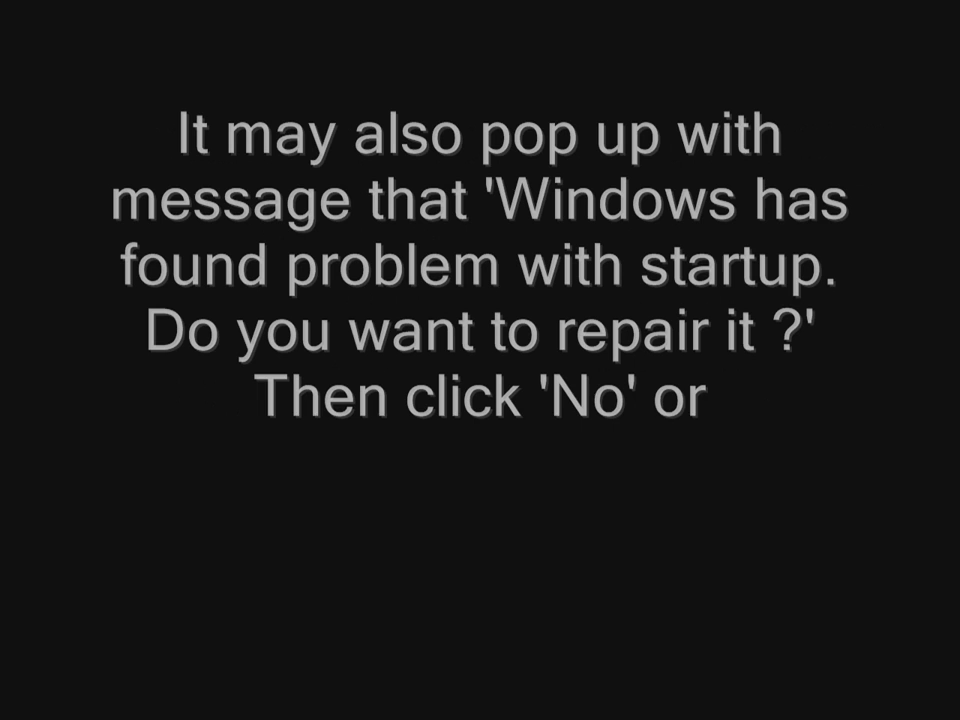 It may also pop up with
message that 'Windows has
found problem with startup.
Do you want to repair it ?'
Then click 'No' or